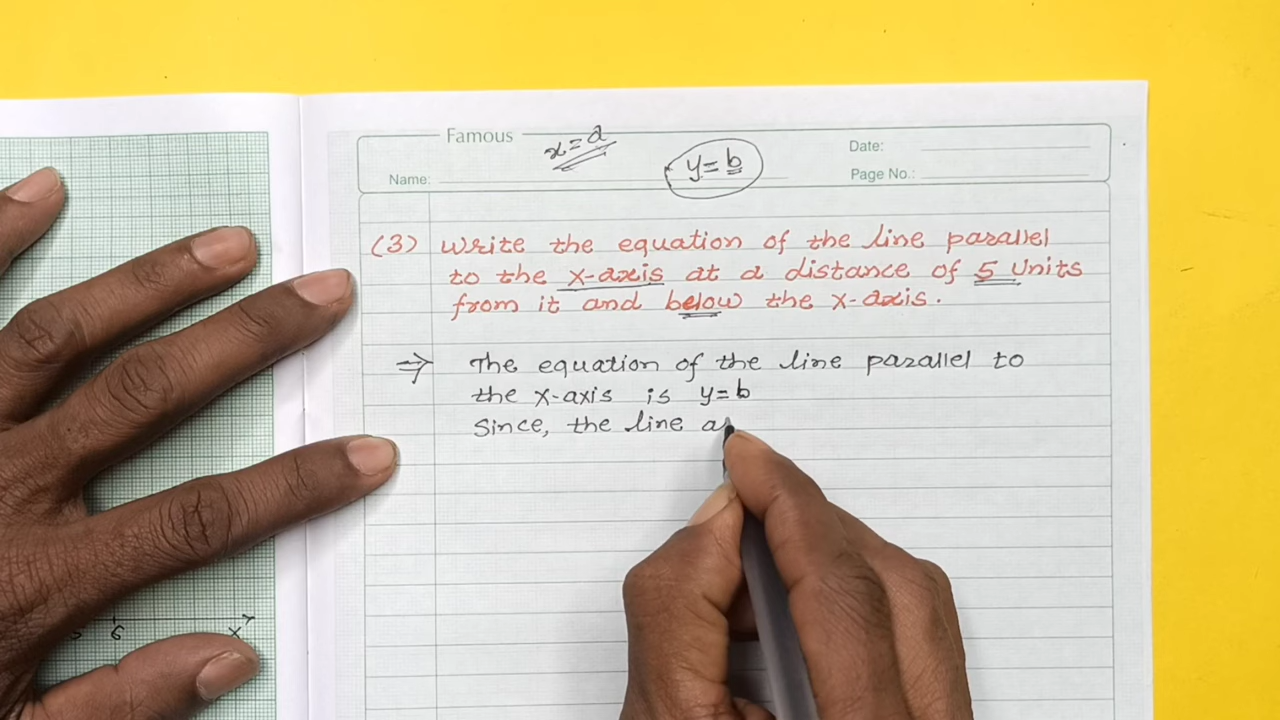 Famous
x=a
y=b
Date:
Name:
Page No.:
(3) Write the equation of the line parallel
to the x-axis at a distance of 5 Units
from it and below the x-axis.
⇒ The equation of the line parallel to
the x-axis is y=b
Since, the line a
6
X